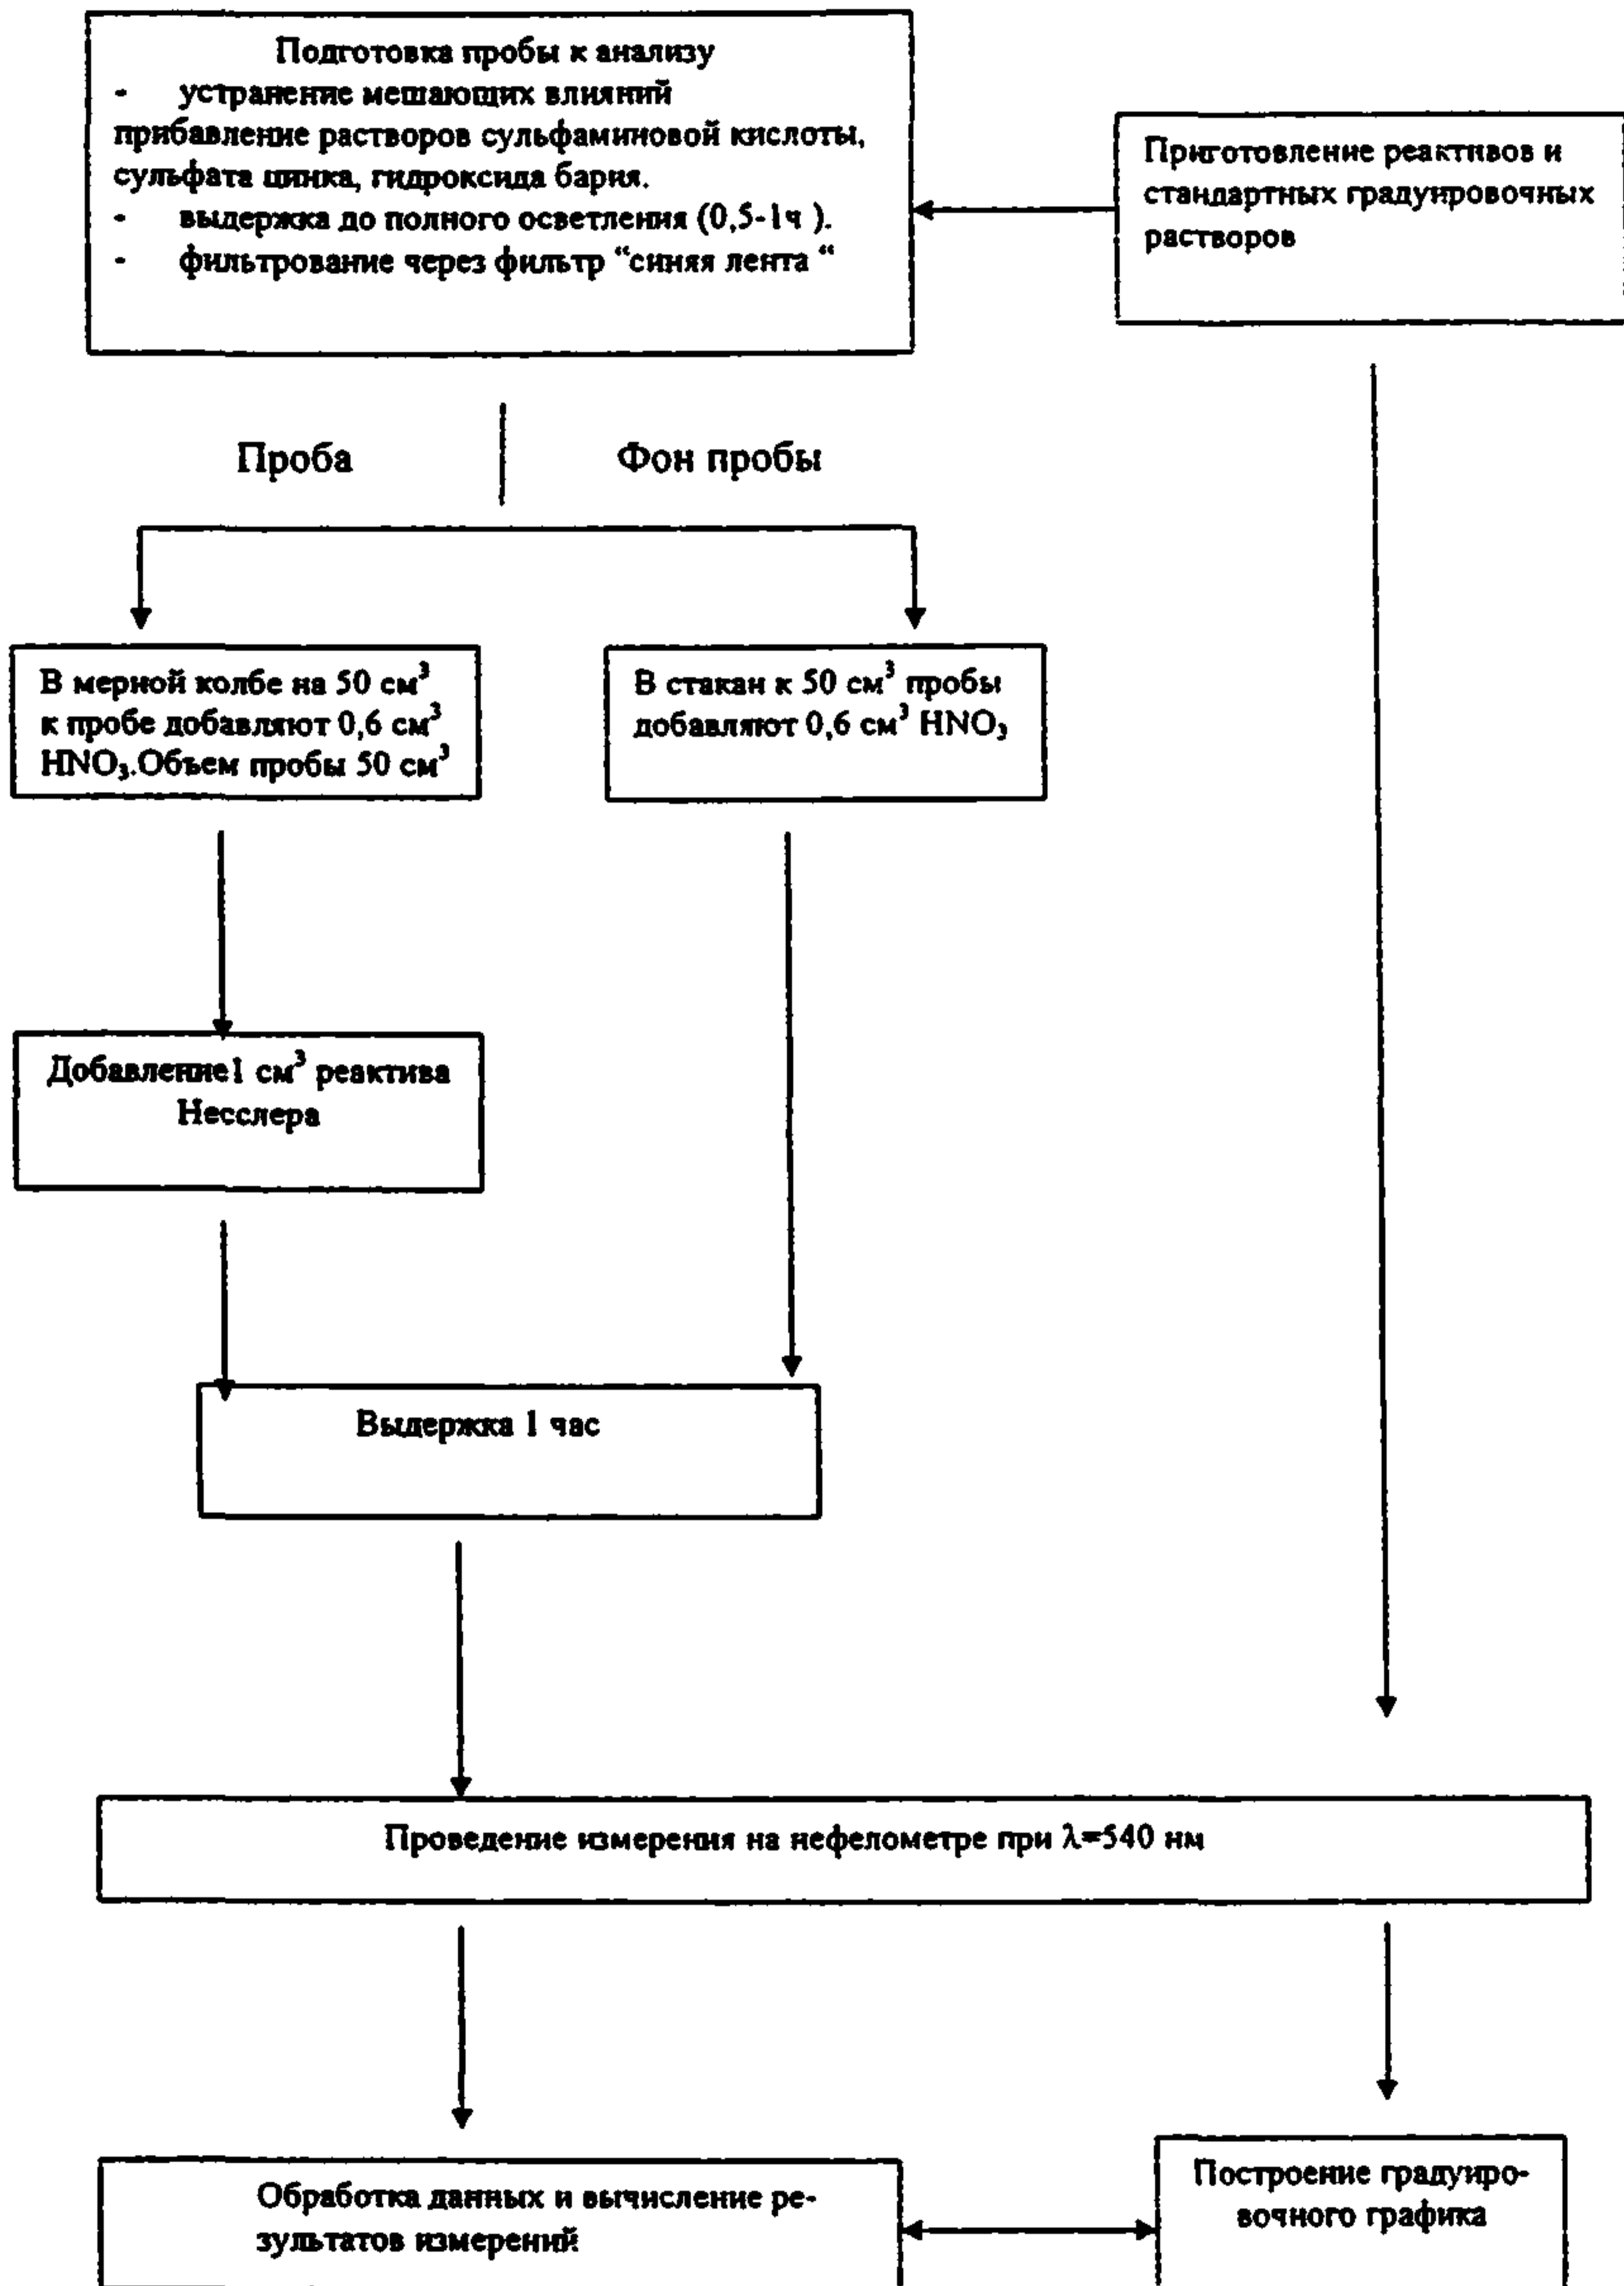 Подготовка пробы к анализу
- устранение мешающих влияний
прибавление растворов сульфаминовой кислоты,
сульфата цинка, гидроксида бария.
- выдержка до полного осветления (0,5-1ч ).
- фильтрование через фильтр “синяя лента “
Приготовление реактивов и
стандартных градуировочных
растворов
Проба
Фон пробы
В мерной колбе на 50 см³
к пробе добавляют 0,6 см³
HNO₃.Объем пробы 50 см³
В стакан к 50 см³ пробы
добавляют 0,6 см³ HNO₃
Добавление1 см³ реактива
Несслера
Выдержка 1 час
Проведение измерения на нефелометре при λ=540 нм
Обработка данных и вычисление ре-
зультатов измерений
Построение градуиро-
вочного графика